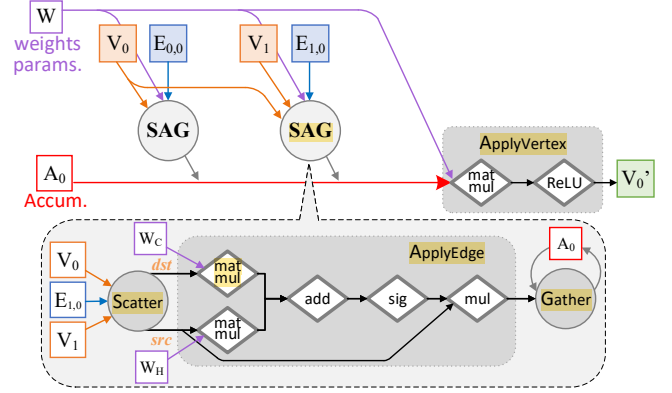 W
weights
params.
V0
E0,0
V1
E1,0
SAG
SAG
ApplyVertex
A0
Accum.
mat
mul
ReLU
V0'
WC
ApplyEdge
V0
dst
mat
mul
A0
E1,0
Scatter
add
sig
mul
Gather
V1
src
mat
mul
WH